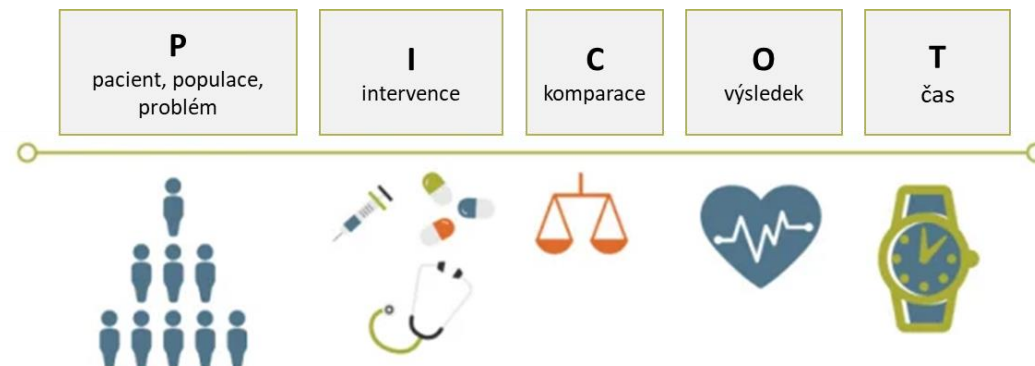 P
pacient, populace,
problém
I
intervence
C
komparace
O
výsledek
T
čas